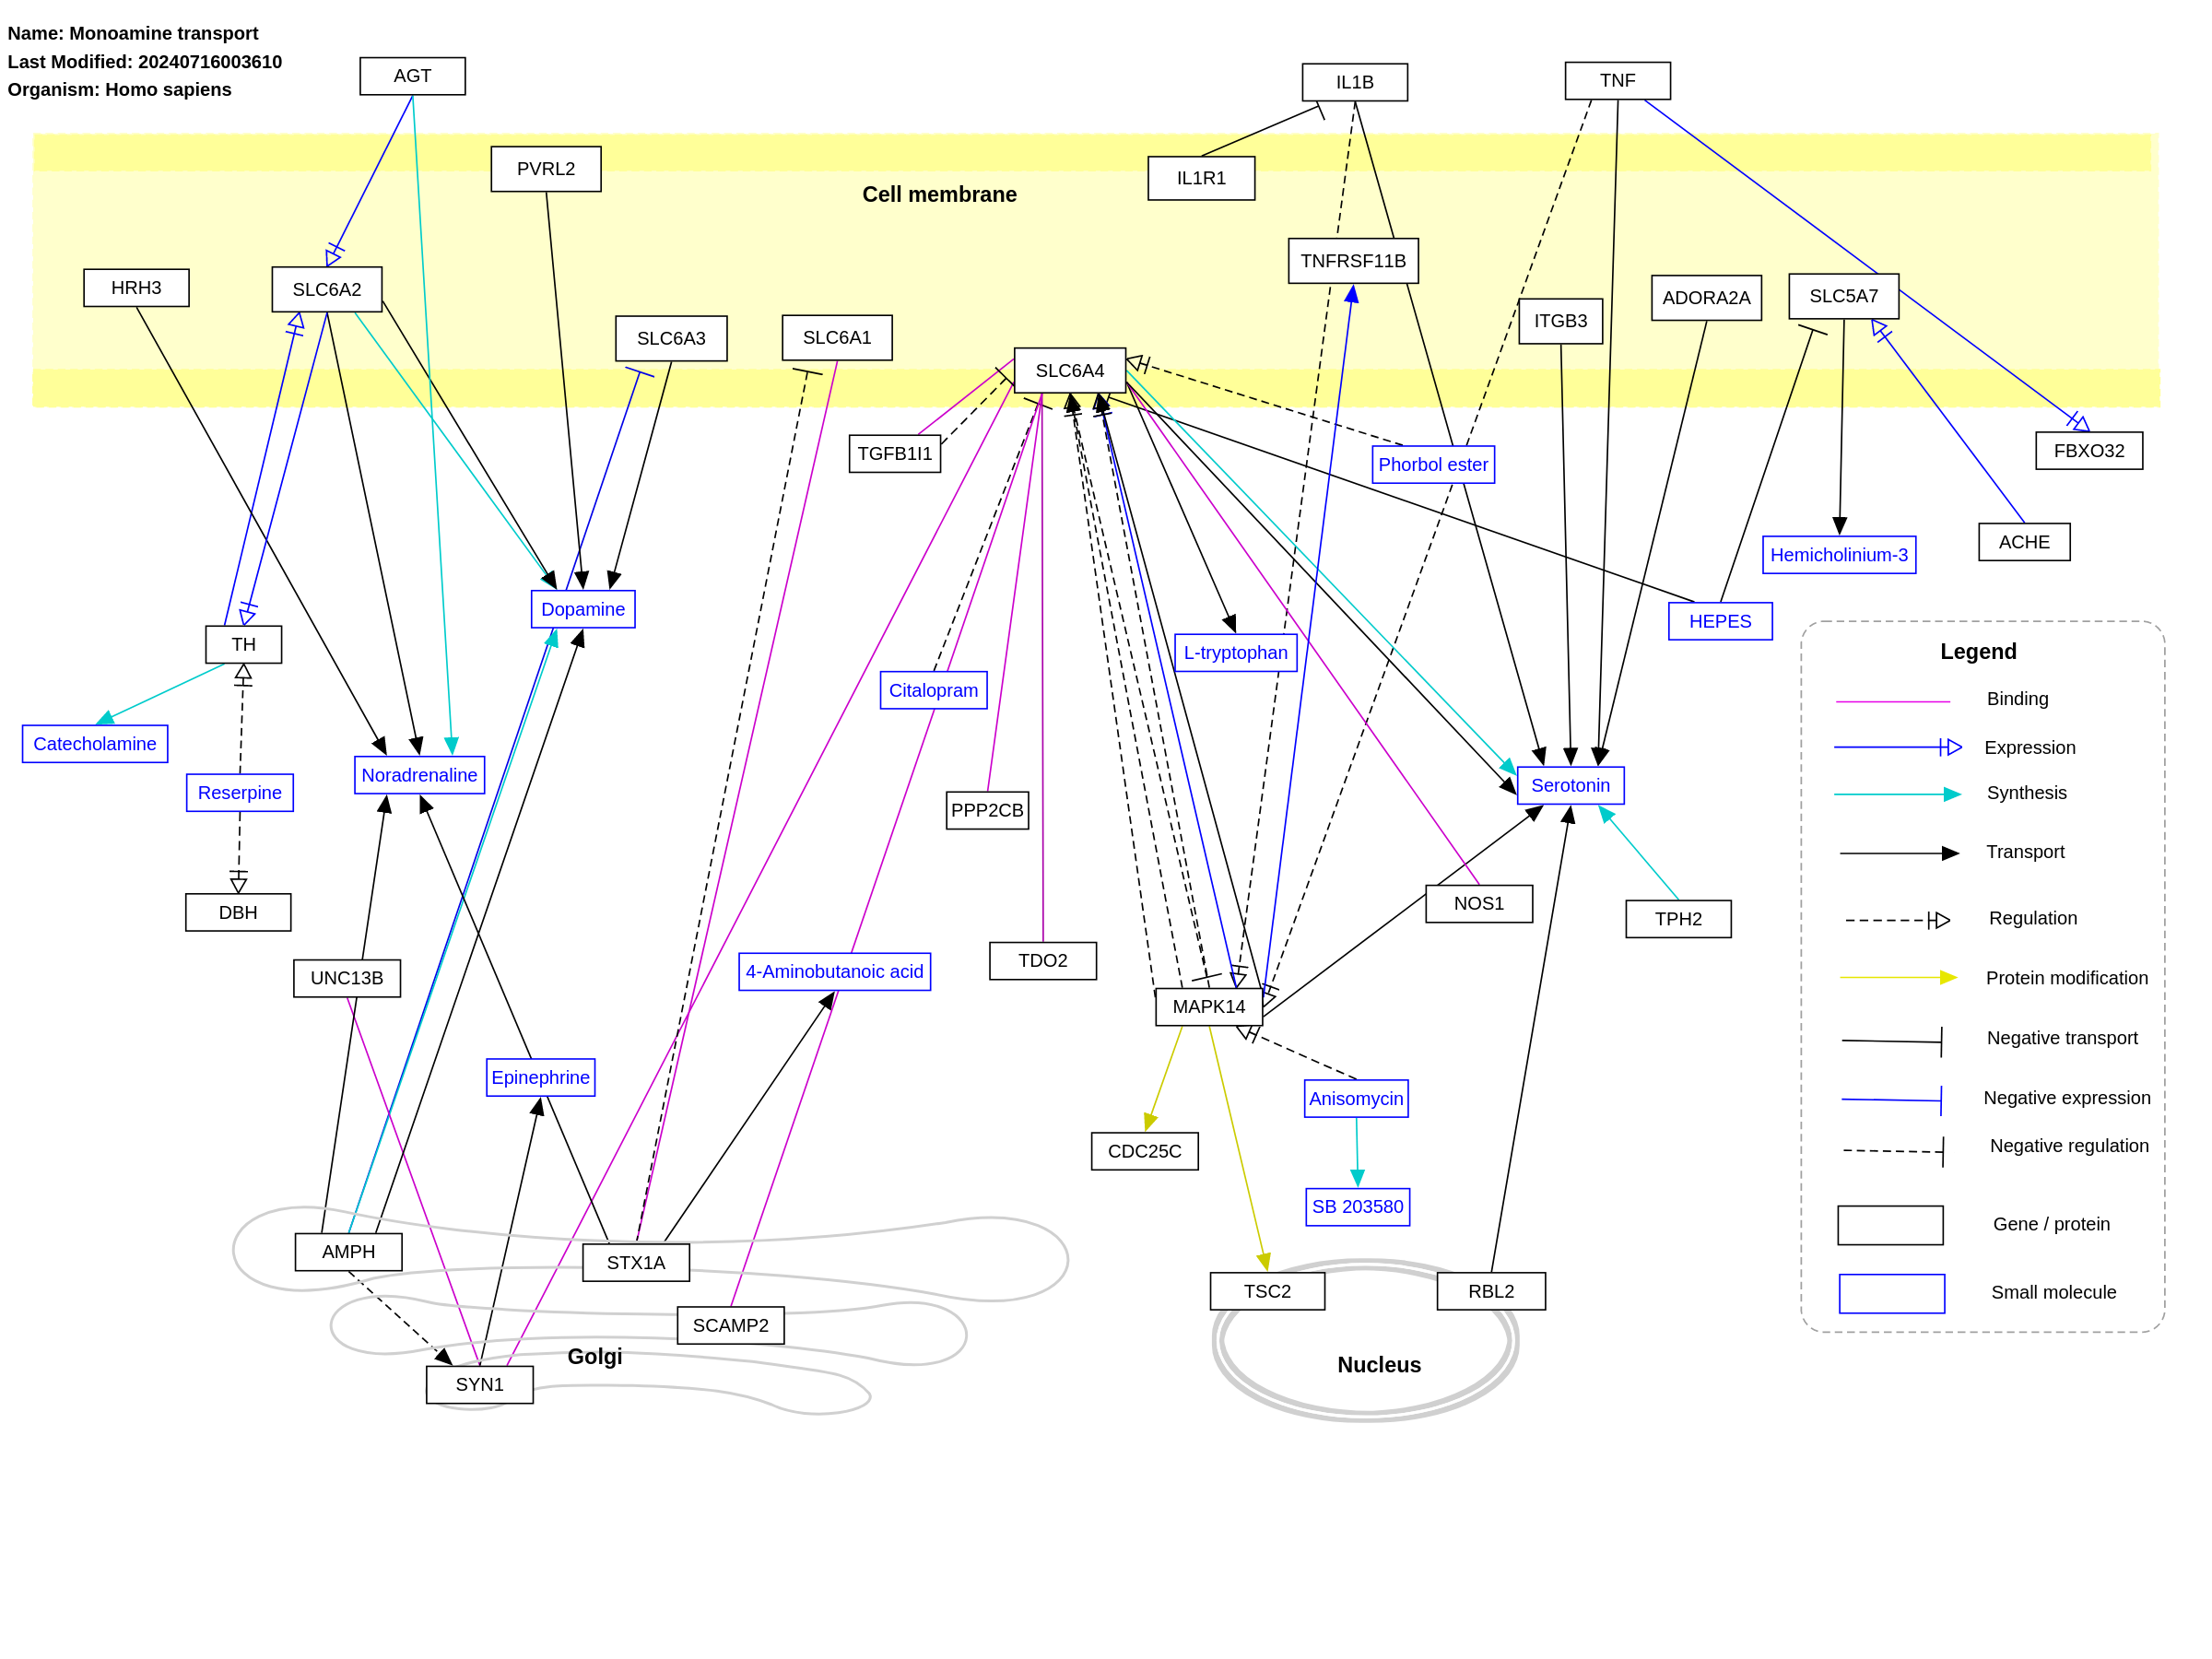 Name: Monoamine transport
Last Modified: 20240716003610
Organism: Homo sapiens
AGT
IL1B
TNF
PVRL2
Cell membrane
IL1R1
TNFRSF11B
HRH3
SLC6A2
ADORA2A
SLC5A7
ITGB3
SLC6A3
SLC6A1
SLC6A4
TGFB1I1
Phorbol ester
FBXO32
ACHE
Hemicholinium-3
Dopamine
HEPES
TH
L-tryptophan
Citalopram
Catecholamine
Noradrenaline
Reserpine
Serotonin
PPP2CB
DBH
NOS1
TPH2
TDO2
UNC13B
4-Aminobutanoic acid
MAPK14
Epinephrine
Anisomycin
CDC25C
SB 203580
AMPH
STX1A
TSC2
RBL2
SCAMP2
Golgi
SYN1
Nucleus
Legend
Binding
Expression
Synthesis
Transport
Regulation
Protein modification
Negative transport
Negative expression
Negative regulation
Gene / protein
Small molecule